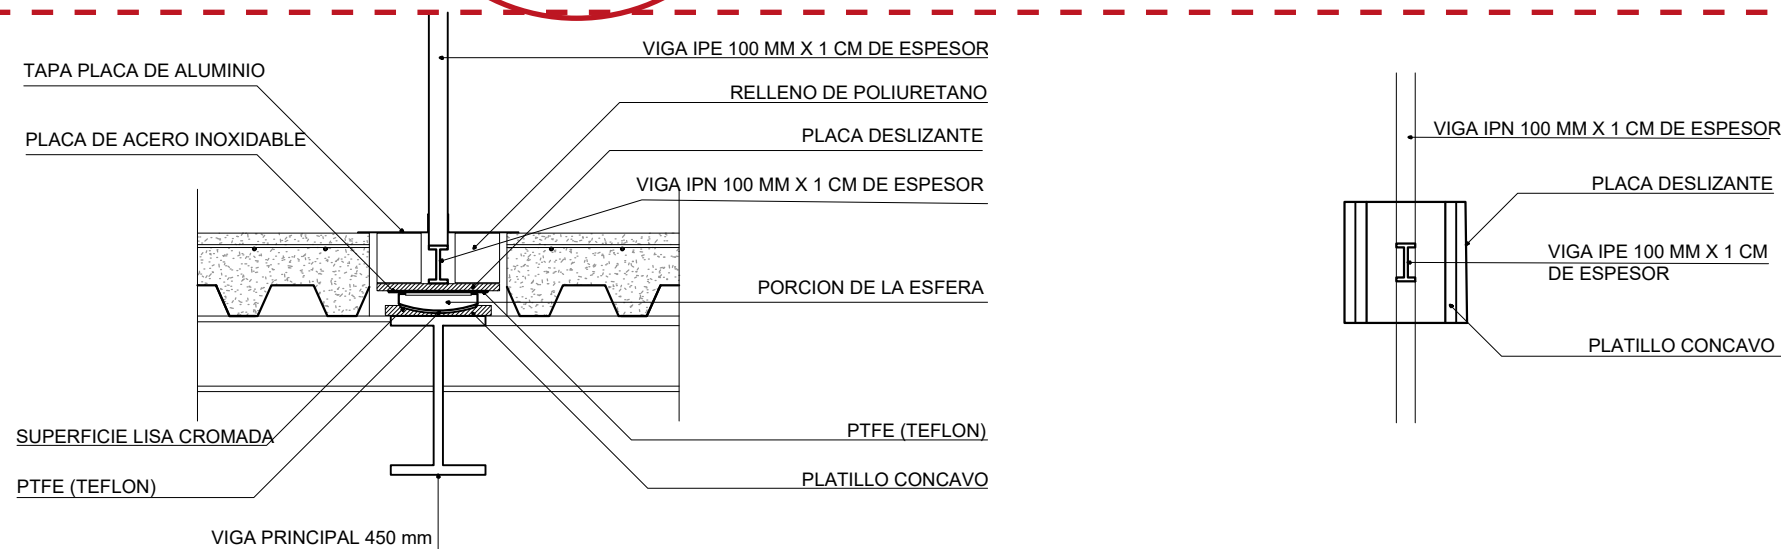 TAPA PLACA DE ALUMINIO
PLACA DE ACERO INOXIDABLE
SUPERFICIE LISA CROMADA
PTFE (TEFLON)
VIGA PRINCIPAL 450 mm
VIGA IPE 100 MM X 1 CM DE ESPESOR
RELLENO DE POLIURETANO
PLACA DESLIZANTE
VIGA IPN 100 MM X 1 CM DE ESPESOR
PORCION DE LA ESFERA
PTFE (TEFLON)
PLATILLO CONCAVO
VIGA IPN 100 MM X 1 CM DE ESPESOR
PLACA DESLIZANTE
VIGA IPE 100 MM X 1 CM
DE ESPESOR
PLATILLO CONCAVO